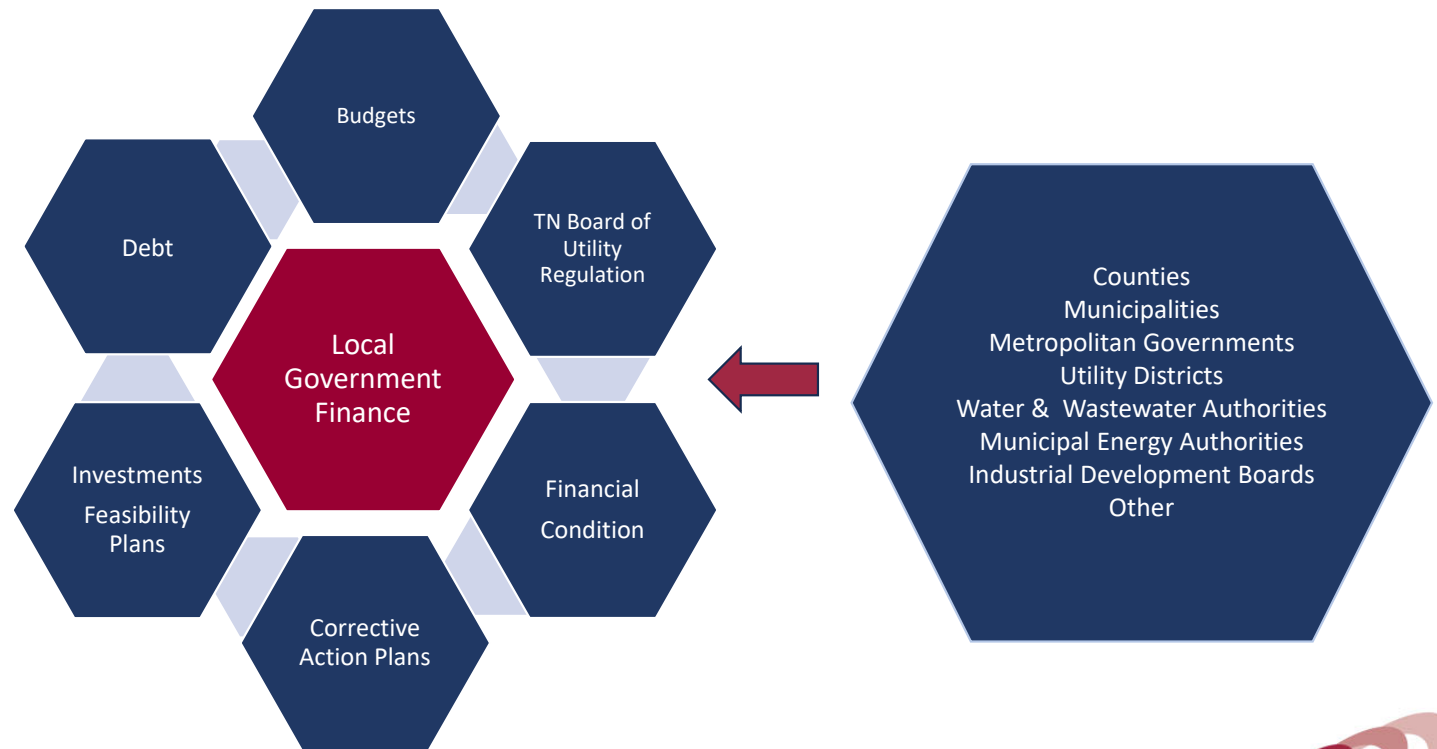 Budgets
TN Board of
Utility
Regulation
Debt
Local
Government
Finance
Investments
Feasibility
Plans
Financial
Condition
Corrective
Action Plans
Counties
Municipalities
Metropolitan Governments
Utility Districts
Water & Wastewater Authorities
Municipal Energy Authorities
Industrial Development Boards
Other